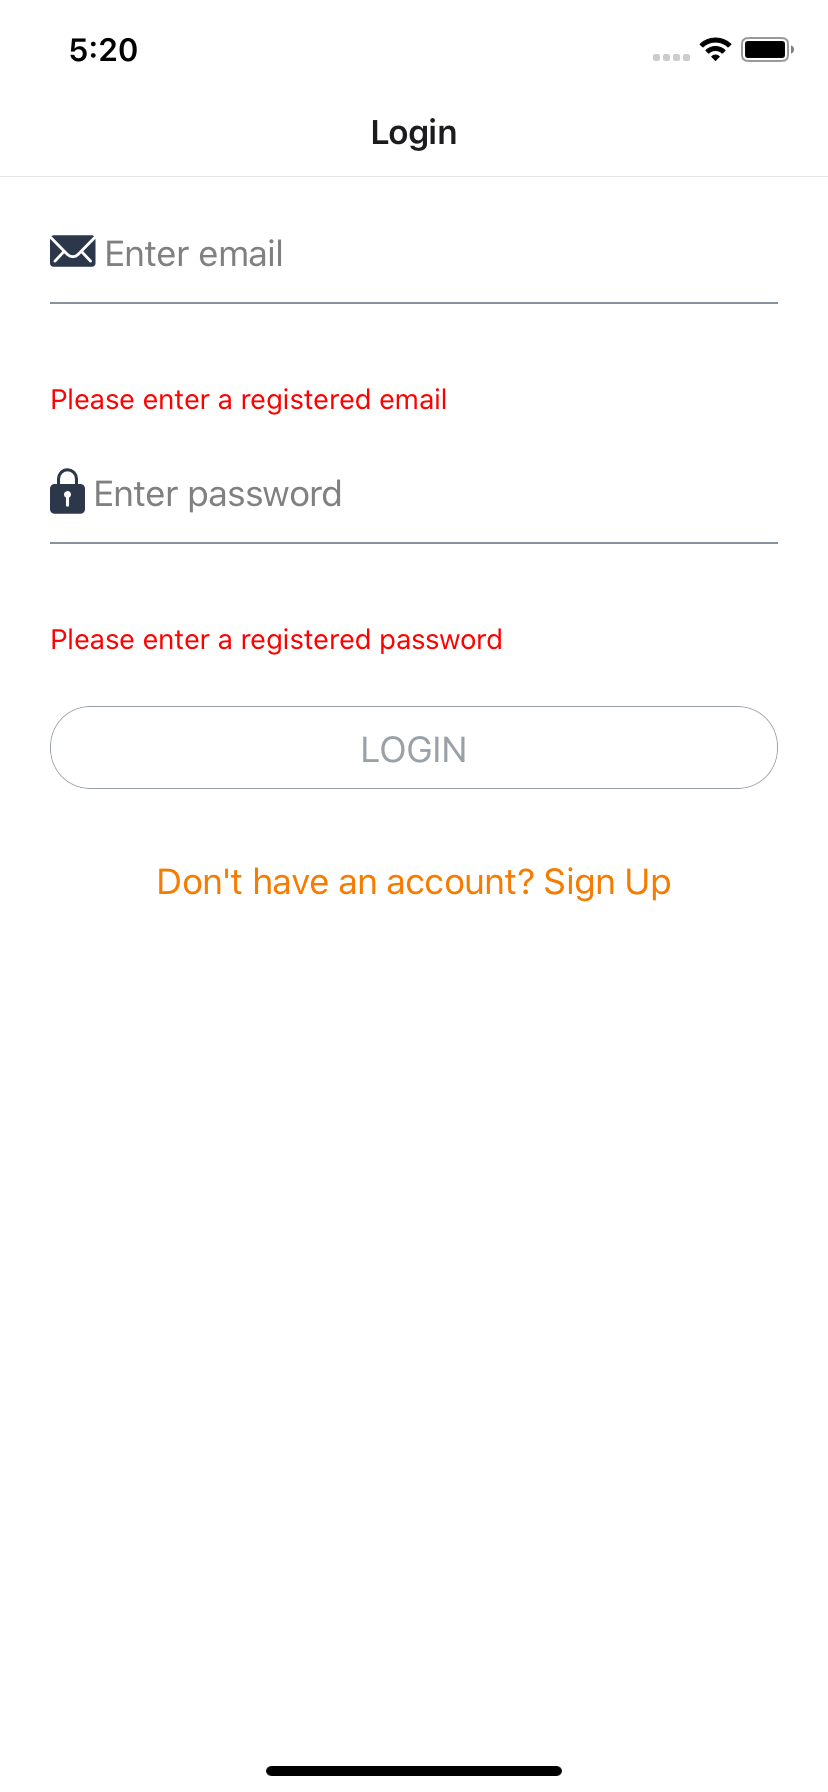 5:20
Login
Enter email
Please enter a registered email
Enter password
Please enter a registered password
LOGIN
Don't have an account? Sign Up